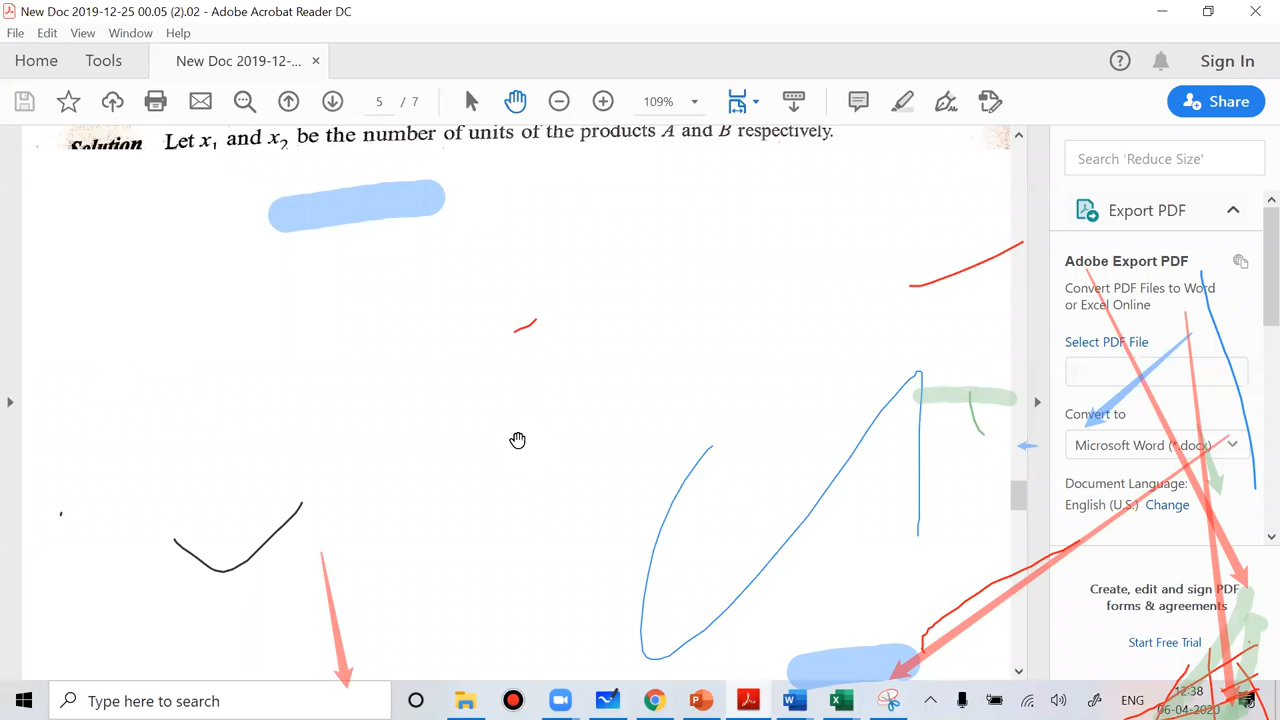 New Doc 2019-12-25 00.05 (2).02 - Adobe Acrobat Reader DC
File Edit View Window Help
Home Tools New Doc 2019-12-... × Sign In
5 / 7 109% Share
Solution Let x₁ and x₂ be the number of units of the products A and B respectively.
Search 'Reduce Size'
Export PDF
Adobe Export PDF
Convert PDF Files to Word
or Excel Online
Select PDF File
Convert to
Microsoft Word (*.docx)
Document Language:
English (U.S.) Change
Create, edit and sign PDF
forms & agreements
Start Free Trial
Type here to search
ENG
12:38
06-04-2020